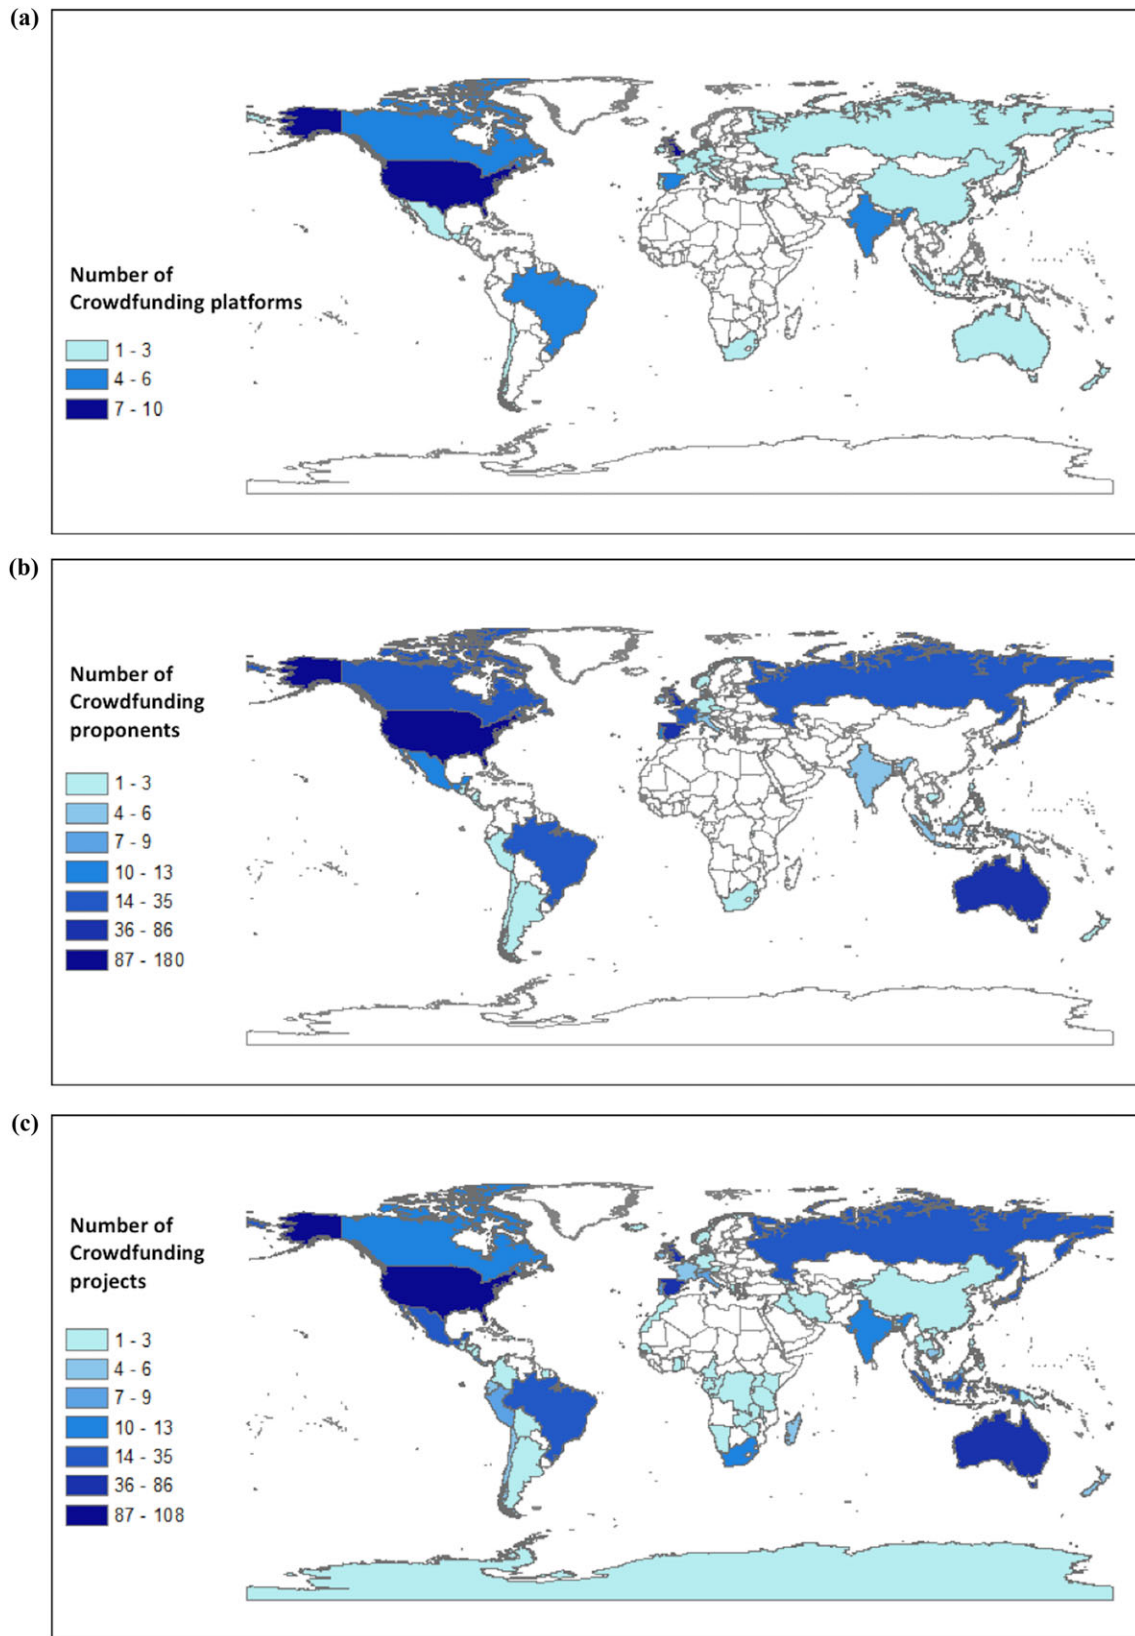 (a)
Number of
Crowdfunding platforms
1 - 3
4 - 6
7 - 10
(b)
Number of
Crowdfunding
proponents
1 - 3
4 - 6
7 - 9
10 - 13
14 - 35
36 - 86
87 - 180
(c)
Number of
Crowdfunding
projects
1 - 3
4 - 6
7 - 9
10 - 13
14 - 35
36 - 86
87 - 108